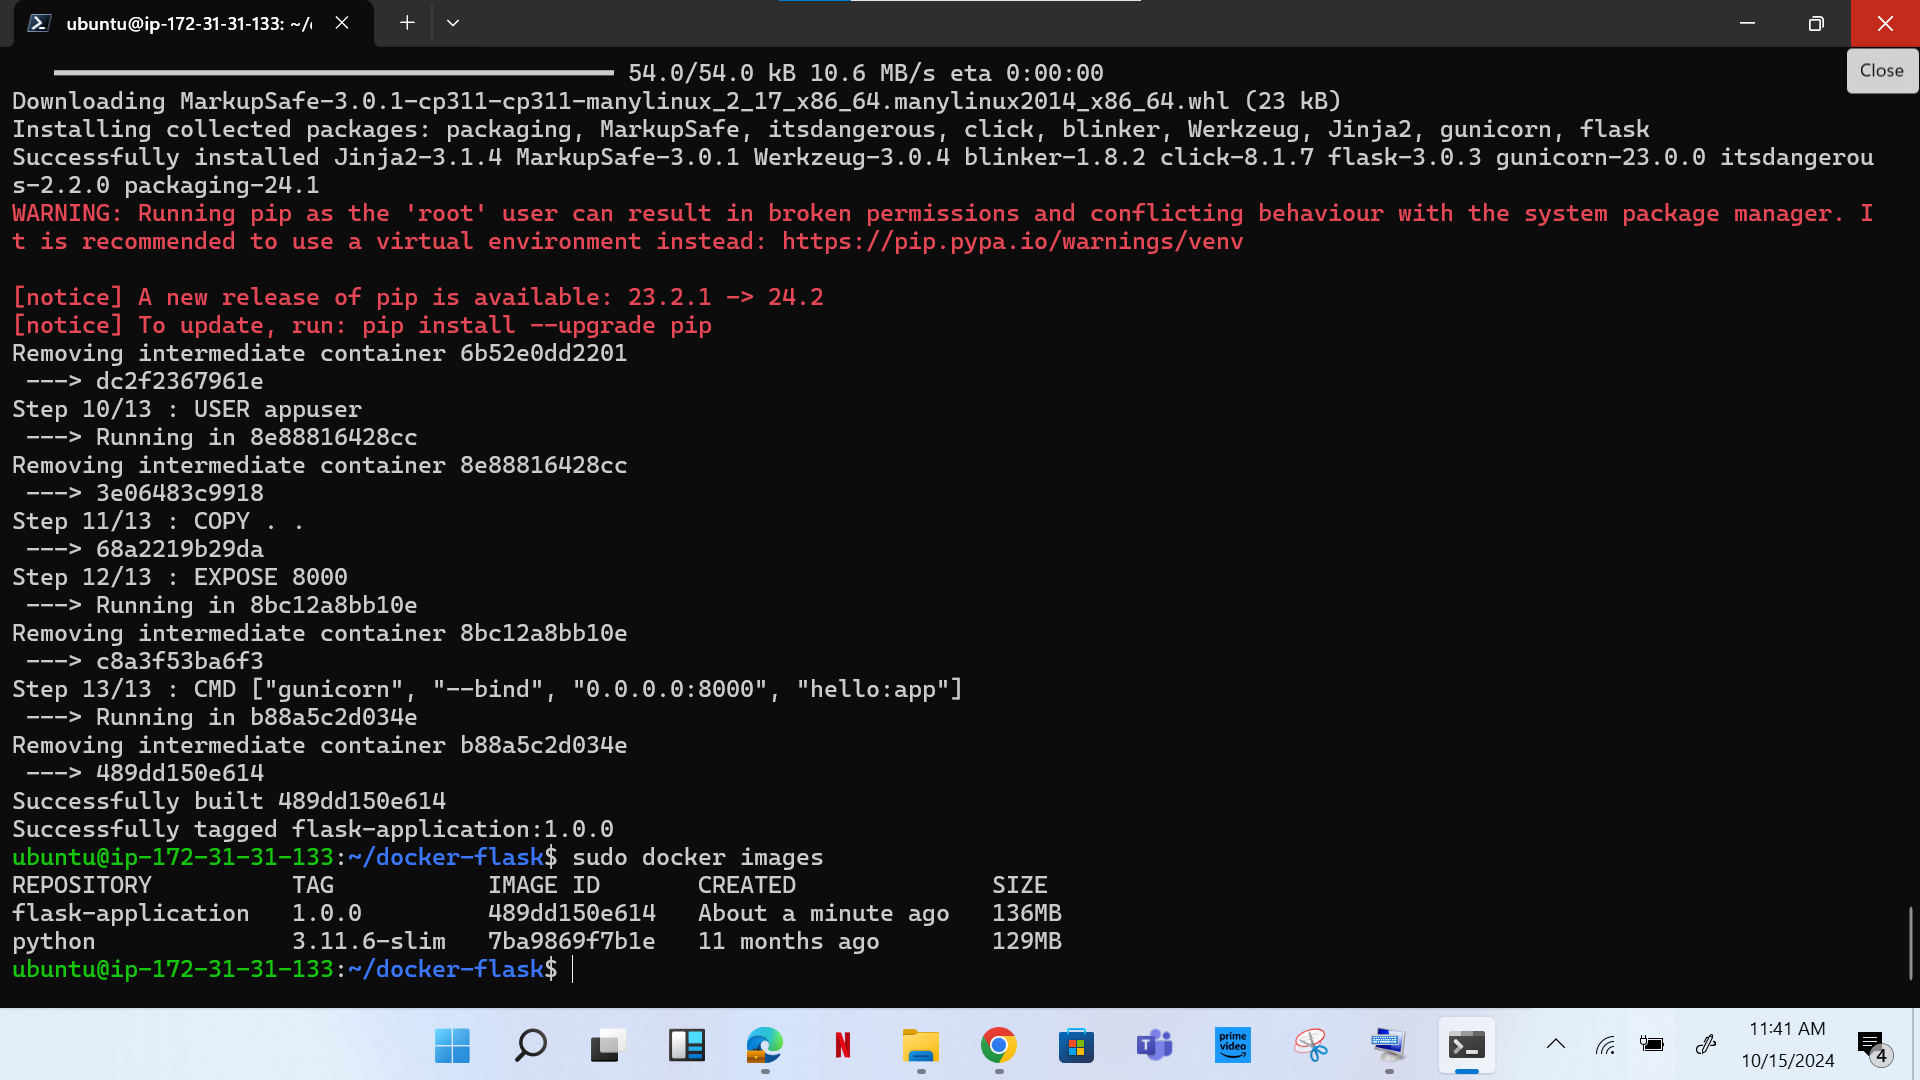 ubuntu@ip-172-31-31-133: ~/
Close
54.0/54.0 kB 10.6 MB/s eta 0:00:00
Downloading MarkupSafe-3.0.1-cp311-cp311-manylinux_2_17_x86_64.manylinux2014_x86_64.whl (23 kB)
Installing collected packages: packaging, MarkupSafe, itsdangerous, click, blinker, Werkzeug, Jinja2, gunicorn, flask
Successfully installed Jinja2-3.1.4 MarkupSafe-3.0.1 Werkzeug-3.0.4 blinker-1.8.2 click-8.1.7 flask-3.0.3 gunicorn-23.0.0 itsdangerou
s-2.2.0 packaging-24.1
WARNING: Running pip as the 'root' user can result in broken permissions and conflicting behaviour with the system package manager. I
t is recommended to use a virtual environment instead: https://pip.pypa.io/warnings/venv
[notice] A new release of pip is available: 23.2.1 -> 24.2
[notice] To update, run: pip install --upgrade pip
Removing intermediate container 6b52e0dd2201
---> dc2f2367961e
Step 10/13 : USER appuser
---> Running in 8e88816428cc
Removing intermediate container 8e88816428cc
---> 3e06483c9918
Step 11/13 : COPY . .
---> 68a2219b29da
Step 12/13 : EXPOSE 8000
---> Running in 8bc12a8bb10e
Removing intermediate container 8bc12a8bb10e
---> c8a3f53ba6f3
Step 13/13 : CMD ["gunicorn", "--bind", "0.0.0.0:8000", "hello:app"]
---> Running in b88a5c2d034e
Removing intermediate container b88a5c2d034e
---> 489dd150e614
Successfully built 489dd150e614
Successfully tagged flask-application:1.0.0
ubuntu@ip-172-31-31-133:~/docker-flask$ sudo docker images
REPOSITORY TAG IMAGE ID CREATED SIZE
flask-application 1.0.0 489dd150e614 About a minute ago 136MB
python 3.11.6-slim 7ba9869f7b1e 11 months ago 129MB
ubuntu@ip-172-31-31-133:~/docker-flask$
N
T
prime video
11:41 AM
10/15/2024
4